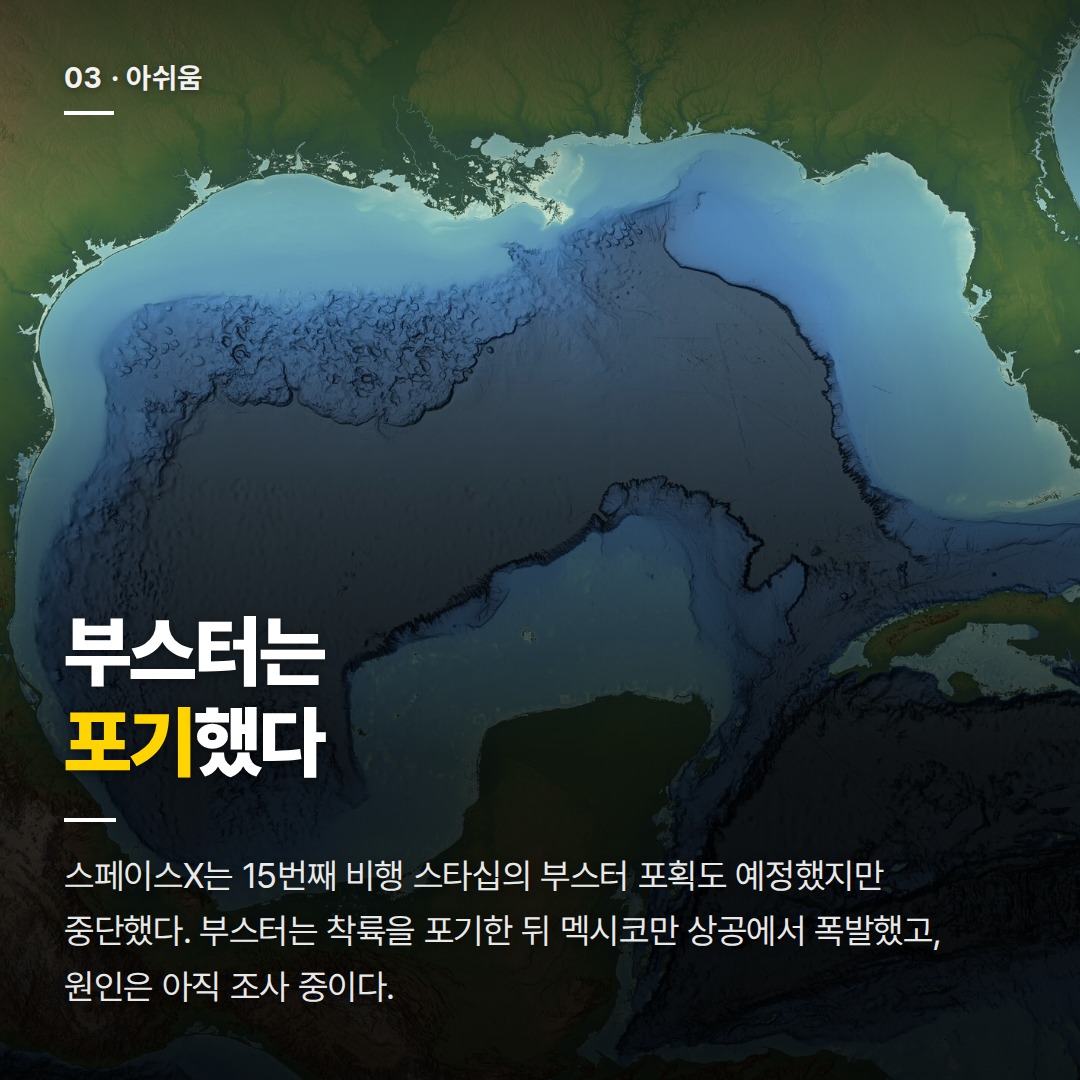 03 · 아쉬움
부스터는
포기했다
스페이스X는 15번째 비행 스타십의 부스터 포획도 예정했지만
중단했다. 부스터는 착륙을 포기한 뒤 멕시코만 상공에서 폭발했고,
원인은 아직 조사 중이다.